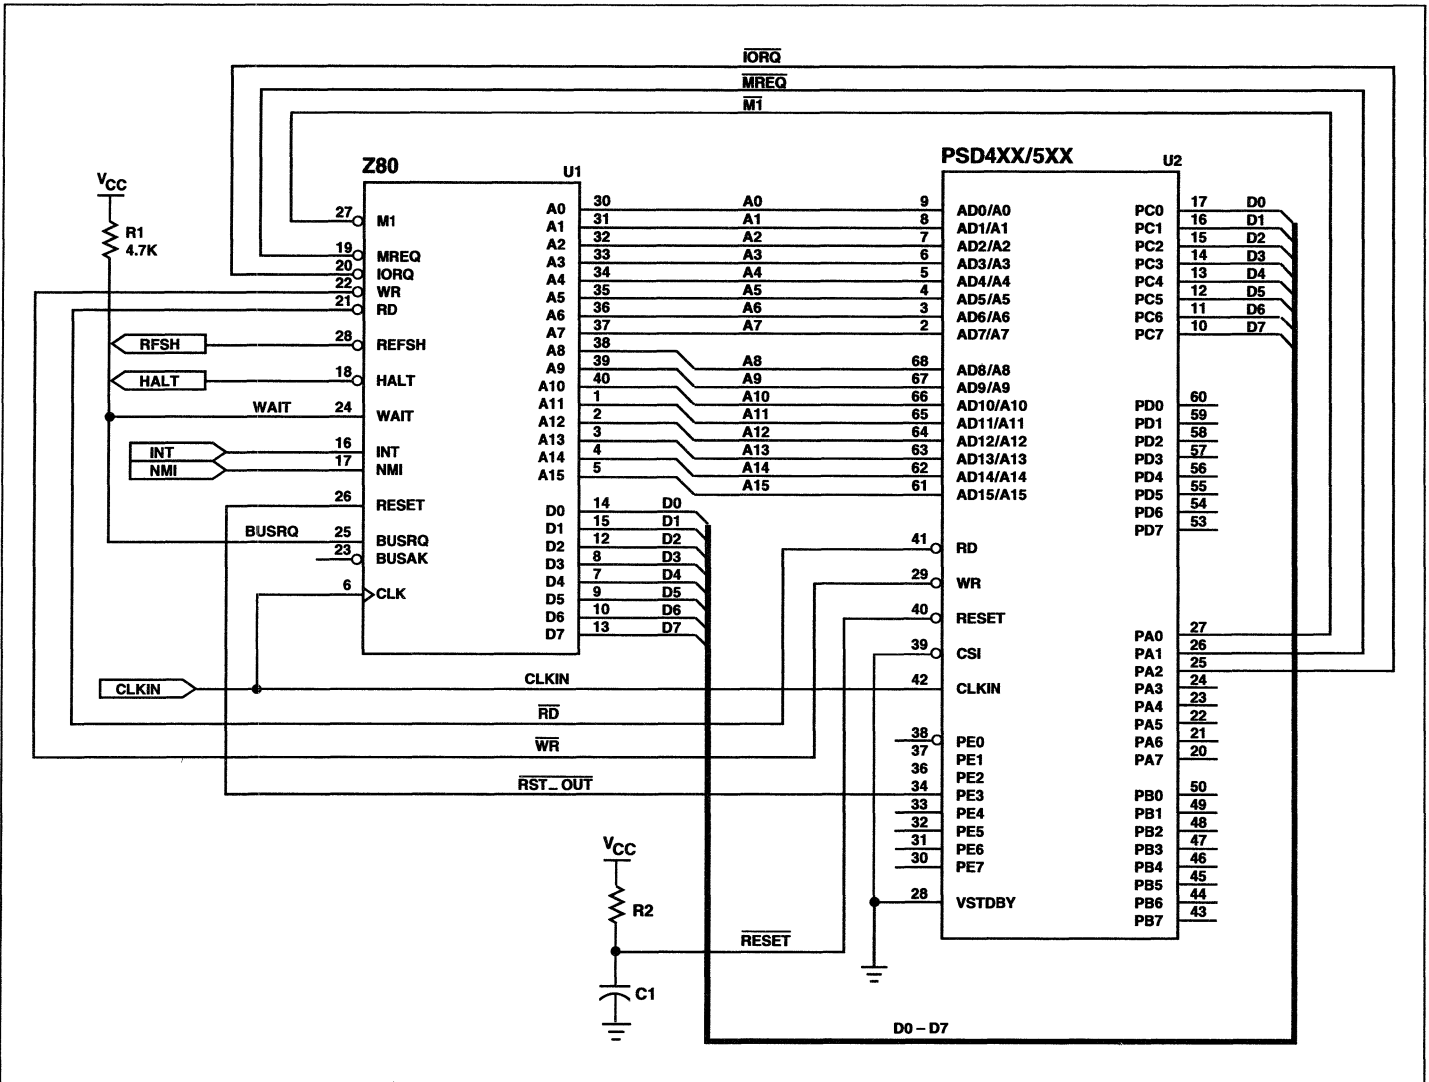 IORQ
MREQ
M1
Z80
U1
PSD4XX/5XX
U2
VCC
R1
4.7K
27 M1
19 MREQ
20 IORQ
22 WR
21 RD
RFSH 28 REFSH
HALT 18 HALT
WAIT 24 WAIT
INT 16 INT
NMI 17 NMI
26 RESET
BUSRQ 25 BUSRQ
23 BUSAK
6 CLK
A0 30 A0 9 AD0/A0
A1 31 A1 8 AD1/A1
A2 32 A2 7 AD2/A2
A3 33 A3 6 AD3/A3
A4 34 A4 5 AD4/A4
A5 35 A5 4 AD5/A5
A6 36 A6 3 AD6/A6
A7 37 A7 2 AD7/A7
A8 38 A8 68 AD8/A8
A9 39 A9 67 AD9/A9
A10 40 A10 66 AD10/A10
A11 1 A11 65 AD11/A11
A12 2 A12 64 AD12/A12
A13 3 A13 63 AD13/A13
A14 4 A14 62 AD14/A14
A15 5 A15 61 AD15/A15
D0 14 D0
D1 15 D1
D2 12 D2
D3 8 D3
D4 7 D4
D5 9 D5
D6 10 D6
D7 13 D7
41 RD
29 WR
40 RESET
39 CSI
CLKIN CLKIN 42 CLKIN
RD
WR
RST_OUT
38 PE0
37 PE1
36 PE2
34 PE3
33 PE4
32 PE5
31 PE6
30 PE7
28 VSTDBY
PC0 17 D0
PC1 16 D1
PC2 15 D2
PC3 14 D3
PC4 13 D4
PC5 12 D5
PC6 11 D6
PC7 10 D7
PD0 60
PD1 59
PD2 58
PD3 57
PD4 56
PD5 55
PD6 54
PD7 53
PA0 27
PA1 26
PA2 25
PA3 24
PA4 23
PA5 22
PA6 21
PA7 20
PB0 50
PB1 49
PB2 48
PB3 47
PB4 46
PB5 45
PB6 44
PB7 43
VCC
R2
RESET
C1
D0 – D7